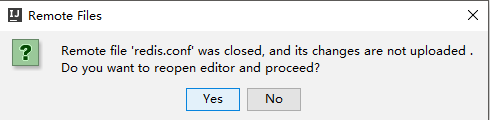 IJ
Remote Files
Remote file 'redis.conf' was closed, and its changes are not uploaded .
Do you want to reopen editor and proceed?
Yes
No